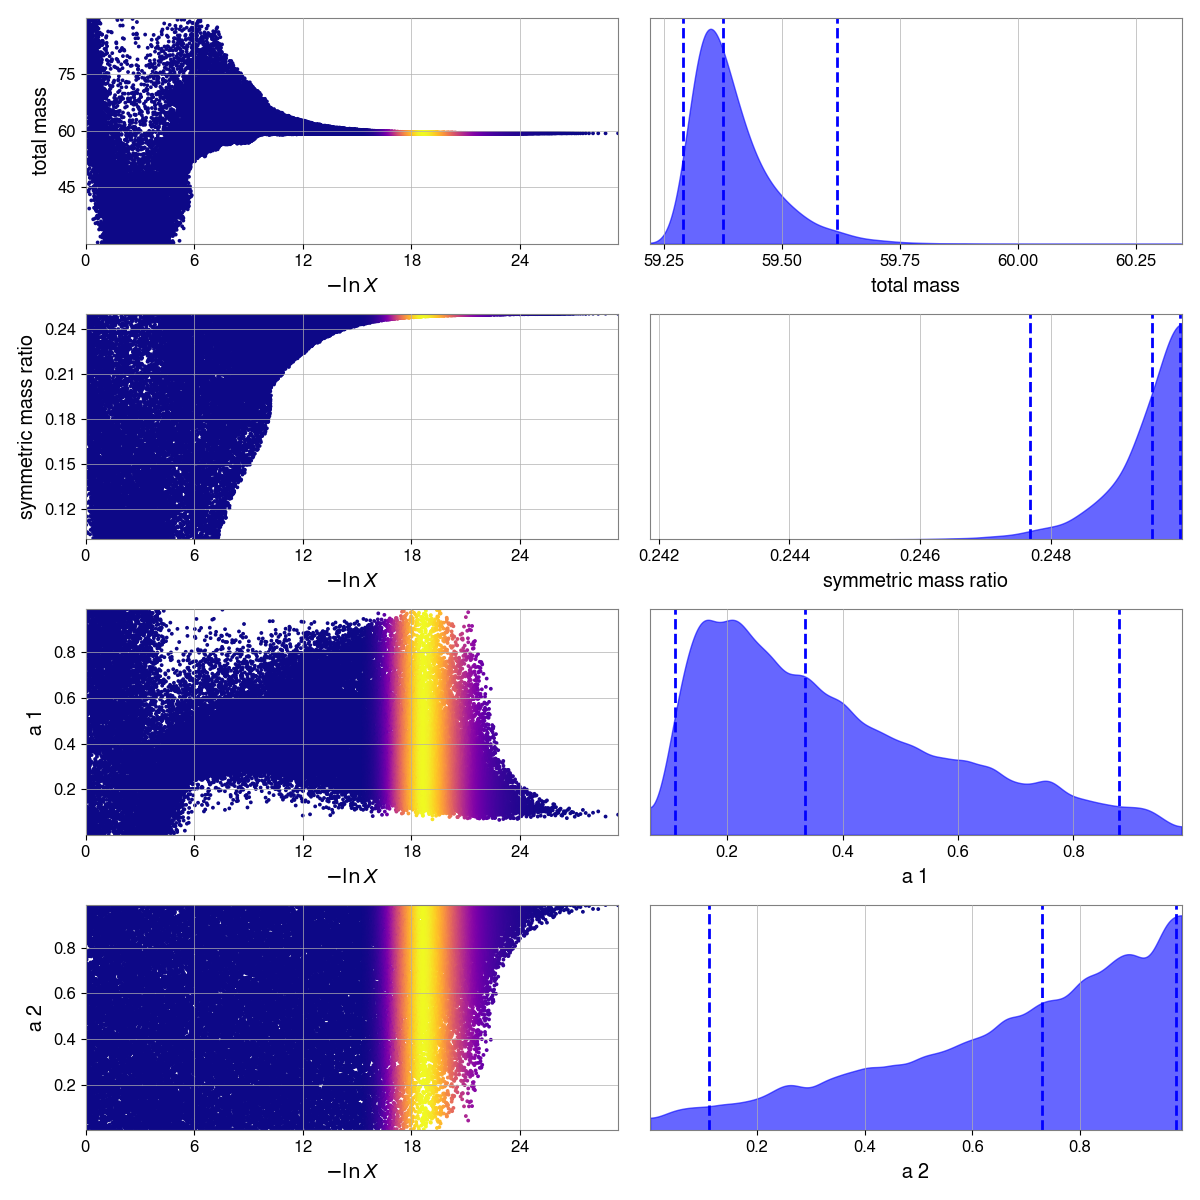 total mass
75
60
45
0 6 12 18 24
−ln X
59.25 59.50 59.75 60.00 60.25
total mass
symmetric mass ratio
0.24
0.21
0.18
0.15
0.12
0 6 12 18 24
−ln X
0.242 0.244 0.246 0.248
symmetric mass ratio
a 1
0.8
0.6
0.4
0.2
0 6 12 18 24
−ln X
0.2 0.4 0.6 0.8
a 1
a 2
0.8
0.6
0.4
0.2
0 6 12 18 24
−ln X
0.2 0.4 0.6 0.8
a 2